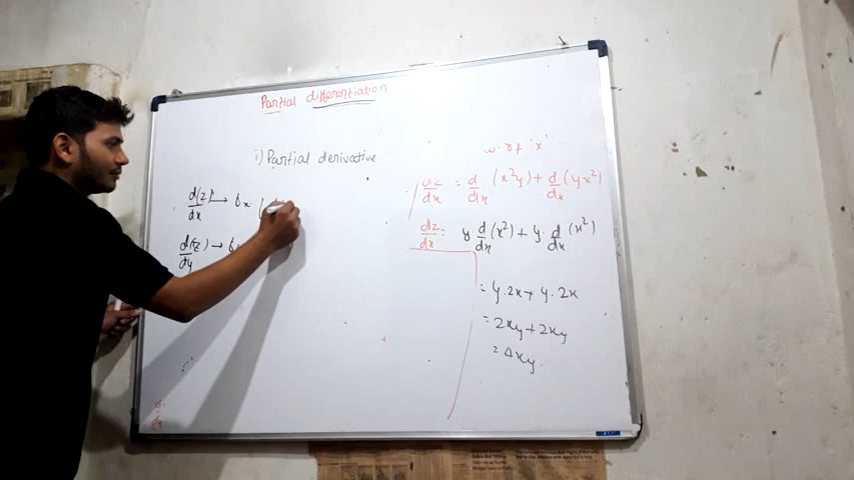 Partial differentiation
i) Partial derivative
d(z)/dx → fx (
d(z)/dy →
w.r.t 'x'
dz/dx = d/dx (x²y) + d/dx (yx²)
dz/dx = y d/dx (x²) + y. d/dx (x²)
= y.2x + y.2x
= 2xy + 2xy
= 4xy.